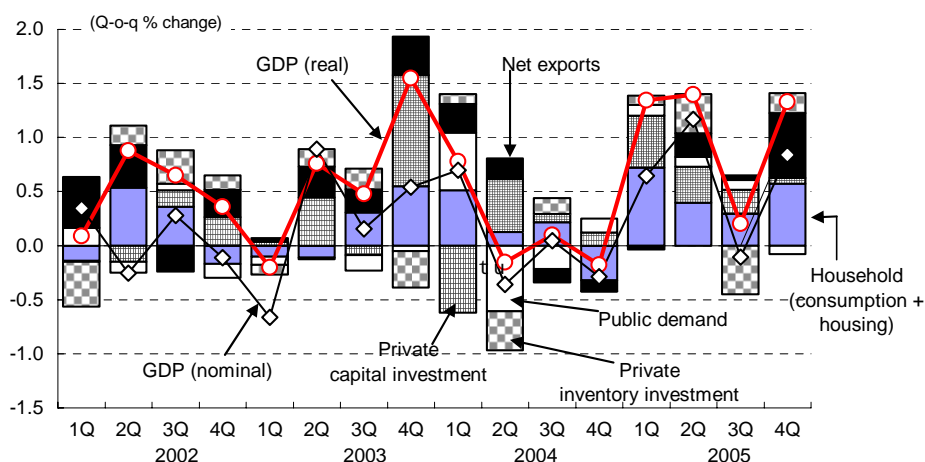 (Q-o-q % change)
2.0
1.5
1.0
0.5
0.0
-0.5
-1.0
-1.5
GDP (real)
Net exports
GDP (nominal)
Private
capital investment
Public demand
Private
inventory investment
Household
(consumption +
housing)
1Q 2Q 3Q 4Q 1Q 2Q 3Q 4Q 1Q 2Q 3Q 4Q 1Q 2Q 3Q 4Q
2002 2003 2004 2005